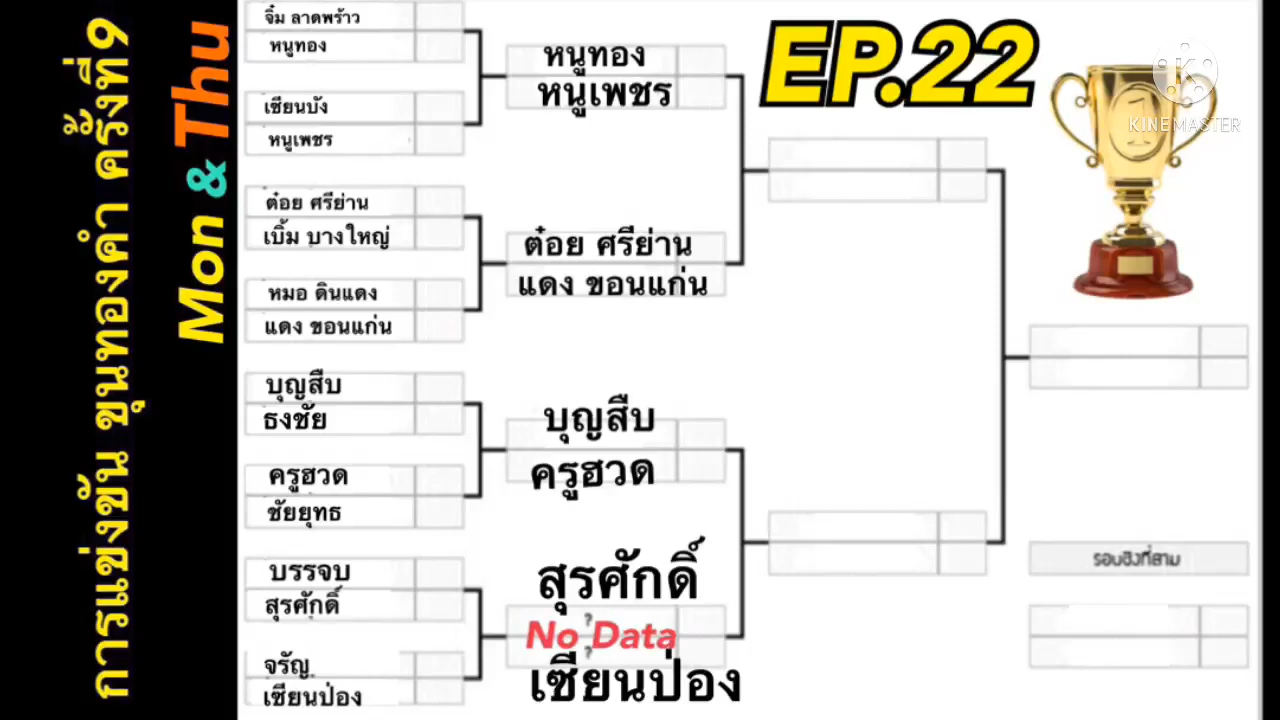 การแข่งขัน ขุนทองคำ ครั้งที่9
Mon & Thu
จิ๋ม ลาดพร้าว
หนูทอง
เซียนบัง
หนูเพชร
ต๋อย ศรีย่าน
เบิ้ม บางใหญ่
หมอ ดินแดง
แดง ขอนแก่น
บุญสืบ
ธงชัย
ครูฮวด
ชัยยุทธ
บรรจบ
สุรศักดิ์
จรัญ
เซียนป่อง
หนูทอง
หนูเพชร
ต๋อย ศรีย่าน
แดง ขอนแก่น
บุญสืบ
ครูฮวด
สุรศักดิ์
?
No Data
?
เซียนป่อง
EP.22
1
K
KINEMASTER
รอบชิงที่สาม